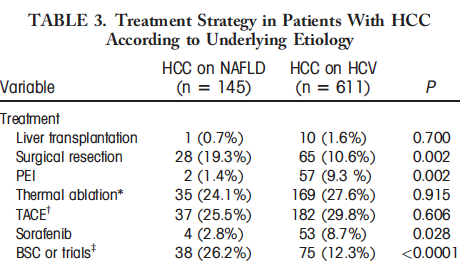 TABLE 3. Treatment Strategy in Patients With HCC
According to Underlying Etiology
HCC on NAFLD HCC on HCV
Variable (n = 145) (n = 611) P
Treatment
Liver transplantation 1 (0.7%) 10 (1.6%) 0.700
Surgical resection 28 (19.3%) 65 (10.6%) 0.002
PEI 2 (1.4%) 57 (9.3 %) 0.002
Thermal ablation* 35 (24.1%) 169 (27.6%) 0.915
TACE† 37 (25.5%) 182 (29.8%) 0.606
Sorafenib 4 (2.8%) 53 (8.7%) 0.028
BSC or trials‡ 38 (26.2%) 75 (12.3%) <0.0001